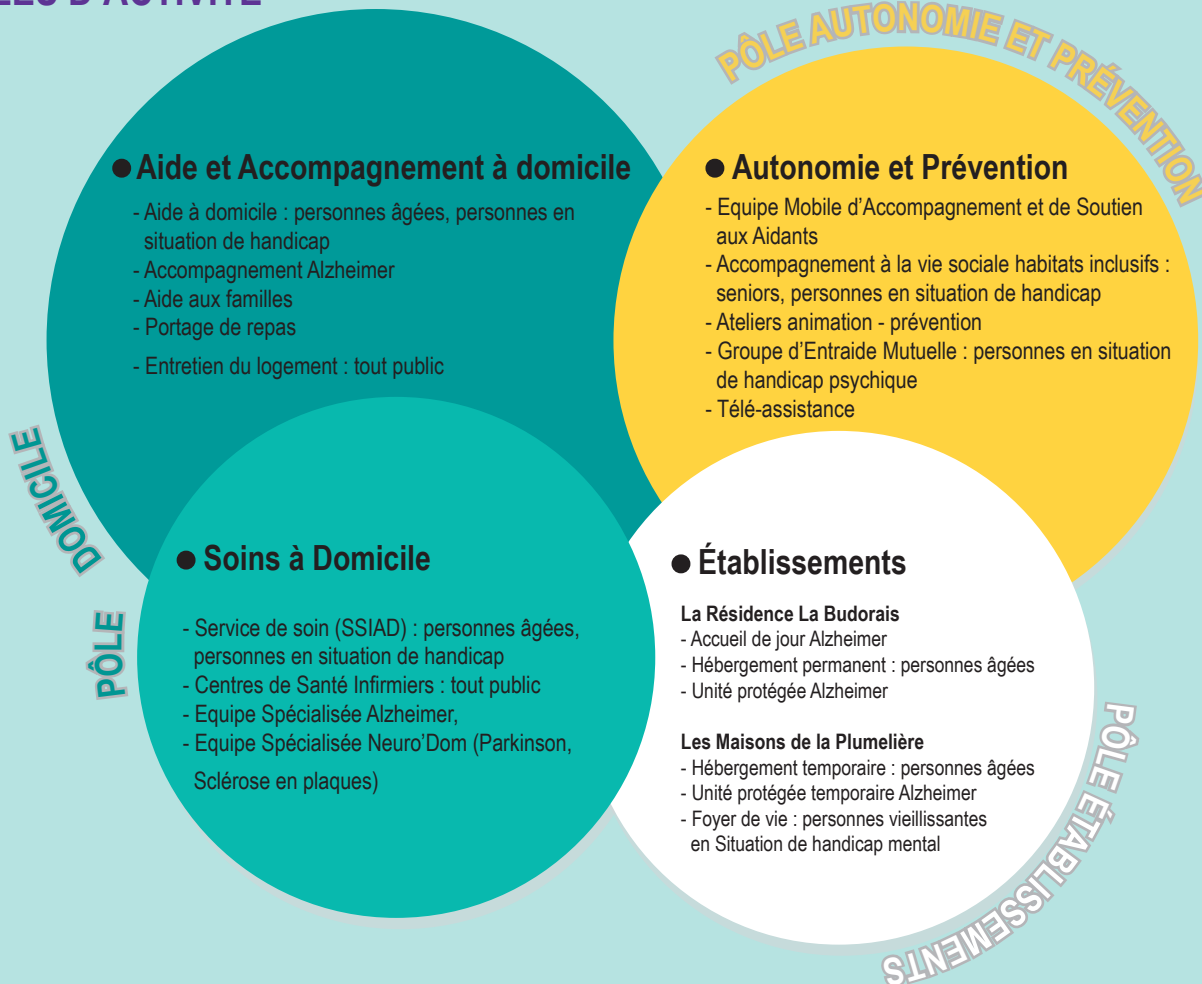 D'ACTIVITÉ
PÔLE AUTONOMIE ET PRÉVENTION
● Aide et Accompagnement à domicile
- Aide à domicile : personnes âgées, personnes en
situation de handicap
- Accompagnement Alzheimer
- Aide aux familles
- Portage de repas
- Entretien du logement : tout public
● Autonomie et Prévention
- Equipe Mobile d'Accompagnement et de Soutien
aux Aidants
- Accompagnement à la vie sociale habitats inclusifs :
seniors, personnes en situation de handicap
- Ateliers animation - prévention
- Groupe d'Entraide Mutuelle : personnes en situation
de handicap psychique
- Télé-assistance
PÔLE DOMICILE
● Soins à Domicile
- Service de soin (SSIAD) : personnes âgées,
personnes en situation de handicap
- Centres de Santé Infirmiers : tout public
- Equipe Spécialisée Alzheimer,
- Equipe Spécialisée Neuro'Dom (Parkinson,
Sclérose en plaques)
● Établissements
La Résidence La Budorais
- Accueil de jour Alzheimer
- Hébergement permanent : personnes âgées
- Unité protégée Alzheimer
Les Maisons de la Plumelière
- Hébergement temporaire : personnes âgées
- Unité protégée temporaire Alzheimer
- Foyer de vie : personnes vieillissantes
en Situation de handicap mental
PÔLE ÉTABLISSEMENTS